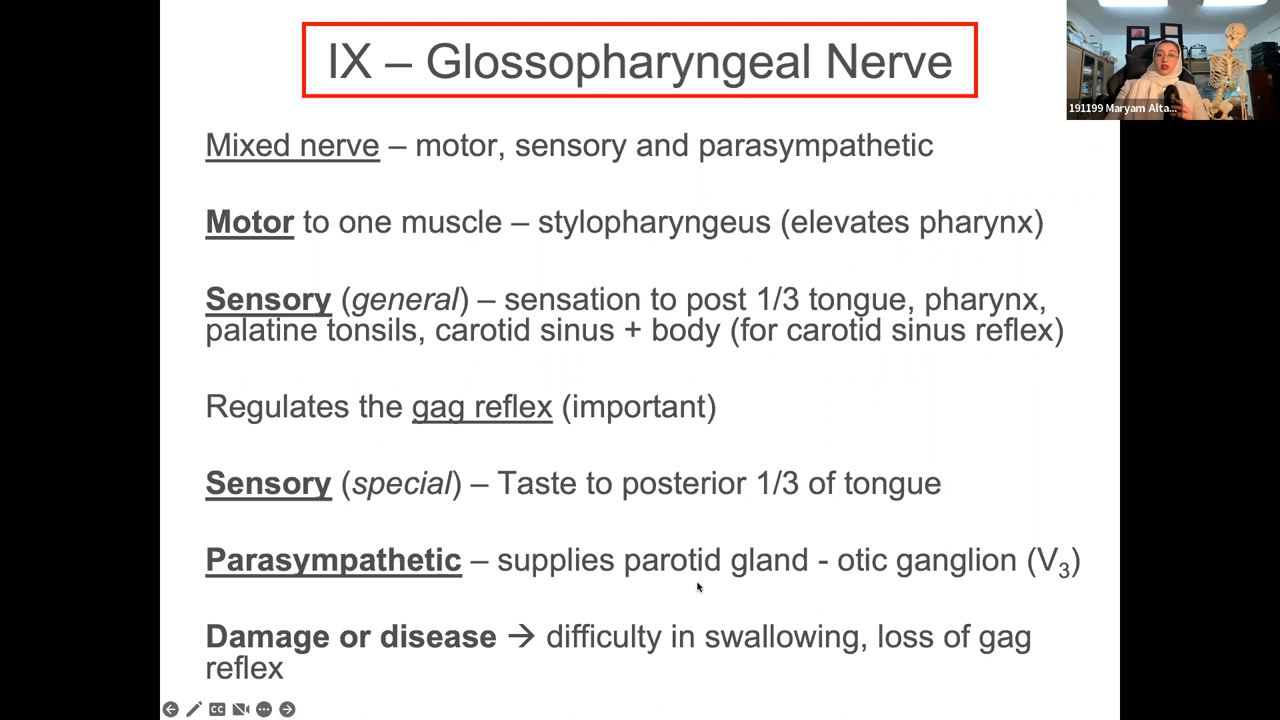 IX – Glossopharyngeal Nerve
191199 Maryam Alta...
Mixed nerve – motor, sensory and parasympathetic
Motor to one muscle – stylopharyngeus (elevates pharynx)
Sensory (general) – sensation to post 1/3 tongue, pharynx,
palatine tonsils, carotid sinus + body (for carotid sinus reflex)
Regulates the gag reflex (important)
Sensory (special) – Taste to posterior 1/3 of tongue
Parasympathetic – supplies parotid gland - otic ganglion (V3)
Damage or disease → difficulty in swallowing, loss of gag
reflex
CC